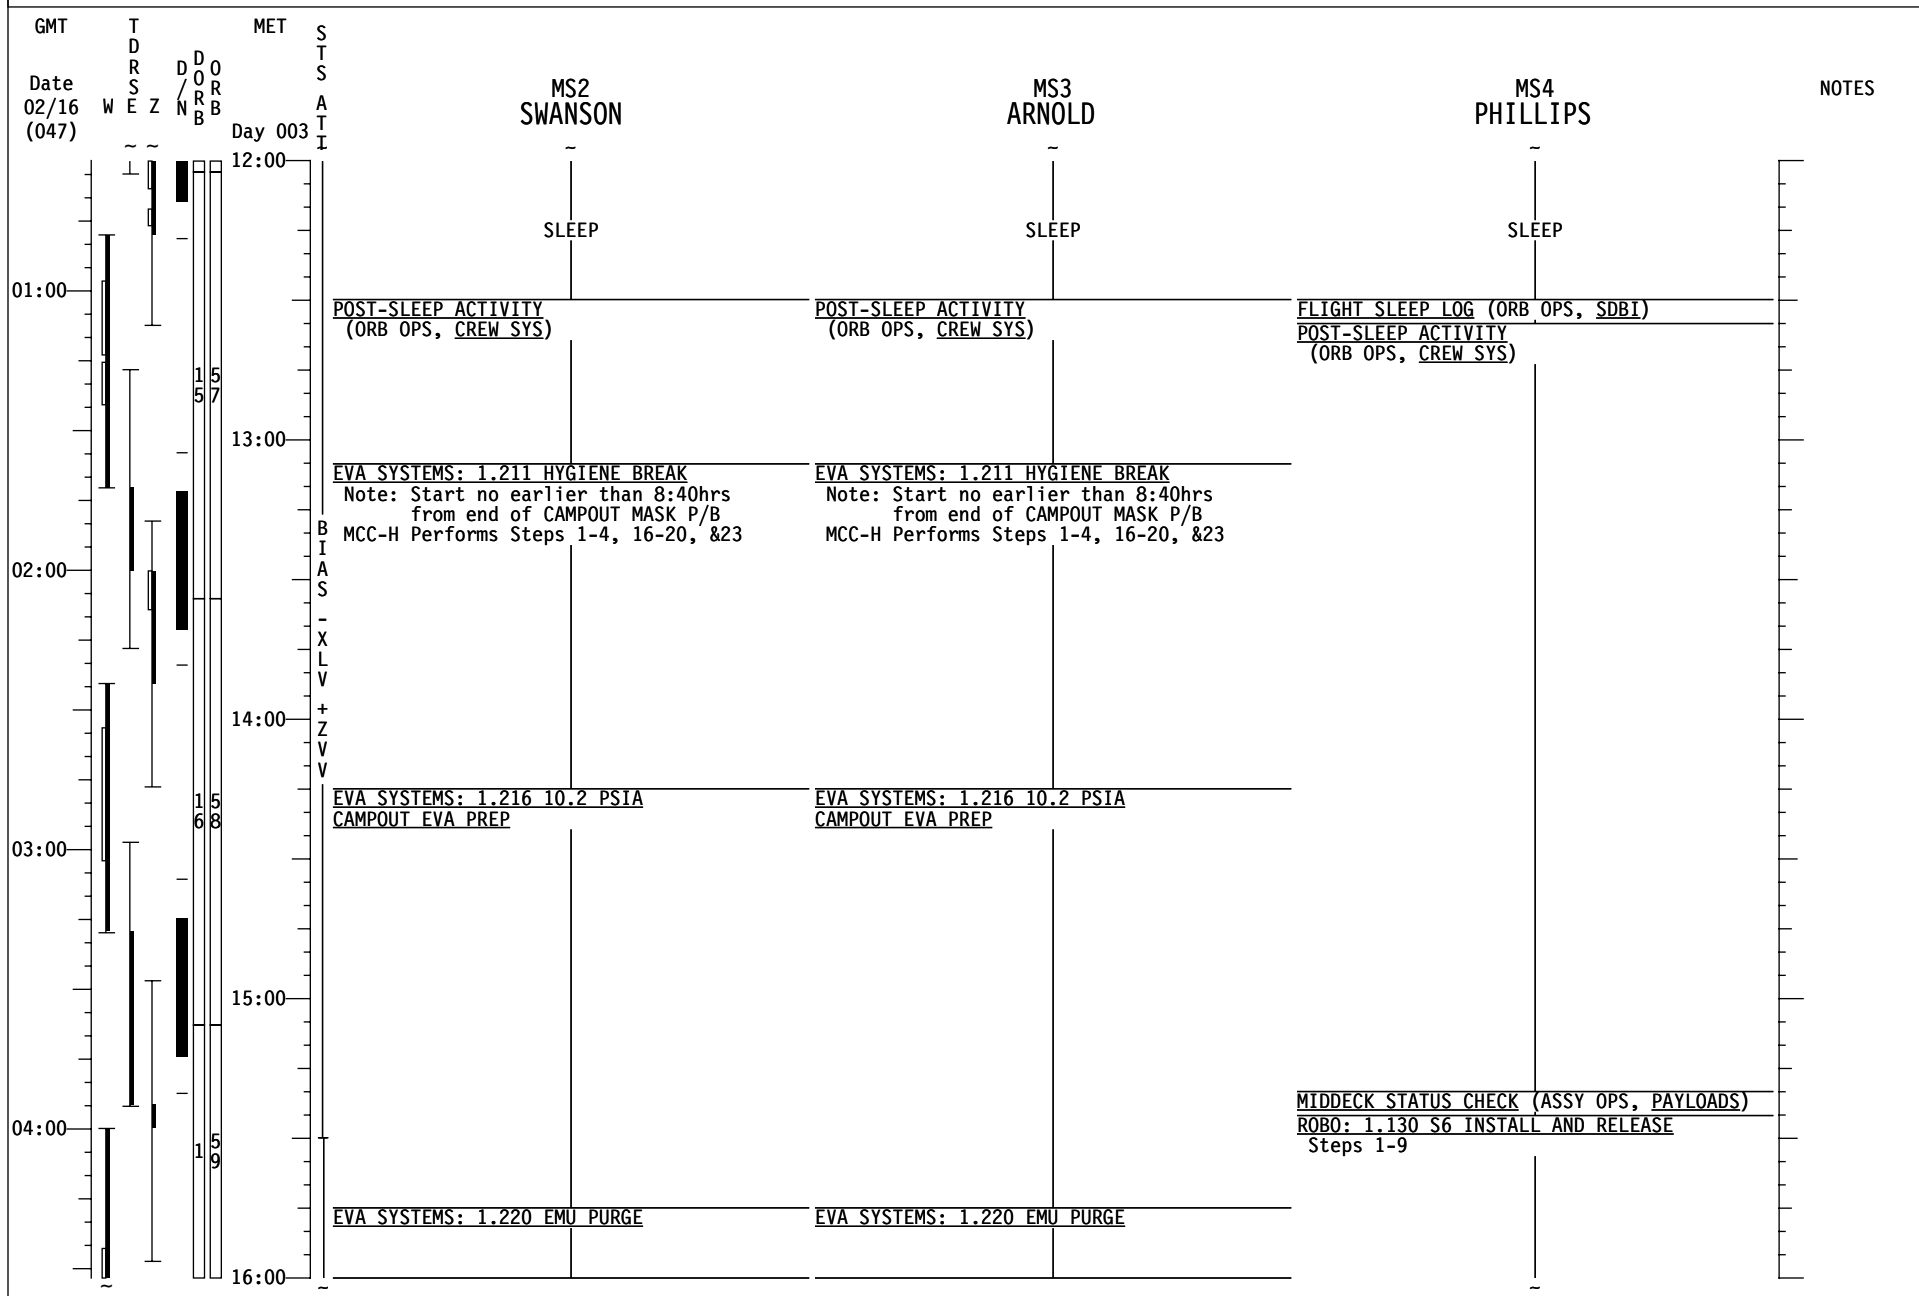 GMT
TDRS
MET
STS ATT
Date
02/16
(047)
W E Z
D/N
DORB
ORB
Day 003
MS2
SWANSON
MS3
ARNOLD
MS4
PHILLIPS
NOTES
~ ~ ~ ~ ~
12:00
SLEEP
SLEEP
SLEEP
01:00
POST-SLEEP ACTIVITY
(ORB OPS, CREW SYS)
POST-SLEEP ACTIVITY
(ORB OPS, CREW SYS)
FLIGHT SLEEP LOG (ORB OPS, SDBI)
POST-SLEEP ACTIVITY
(ORB OPS, CREW SYS)
15
57
13:00
EVA SYSTEMS: 1.211 HYGIENE BREAK
Note: Start no earlier than 8:40hrs
from end of CAMPOUT MASK P/B
MCC-H Performs Steps 1-4, 16-20, &23
EVA SYSTEMS: 1.211 HYGIENE BREAK
Note: Start no earlier than 8:40hrs
from end of CAMPOUT MASK P/B
MCC-H Performs Steps 1-4, 16-20, &23
BIAS -XLV +ZVV
02:00
14:00
EVA SYSTEMS: 1.216 10.2 PSIA
CAMPOUT EVA PREP
EVA SYSTEMS: 1.216 10.2 PSIA
CAMPOUT EVA PREP
16
58
03:00
15:00
MIDDECK STATUS CHECK (ASSY OPS, PAYLOADS)
04:00
ROBO: 1.130 S6 INSTALL AND RELEASE
Steps 1-9
1
59
EVA SYSTEMS: 1.220 EMU PURGE
EVA SYSTEMS: 1.220 EMU PURGE
16:00
~ ~ ~